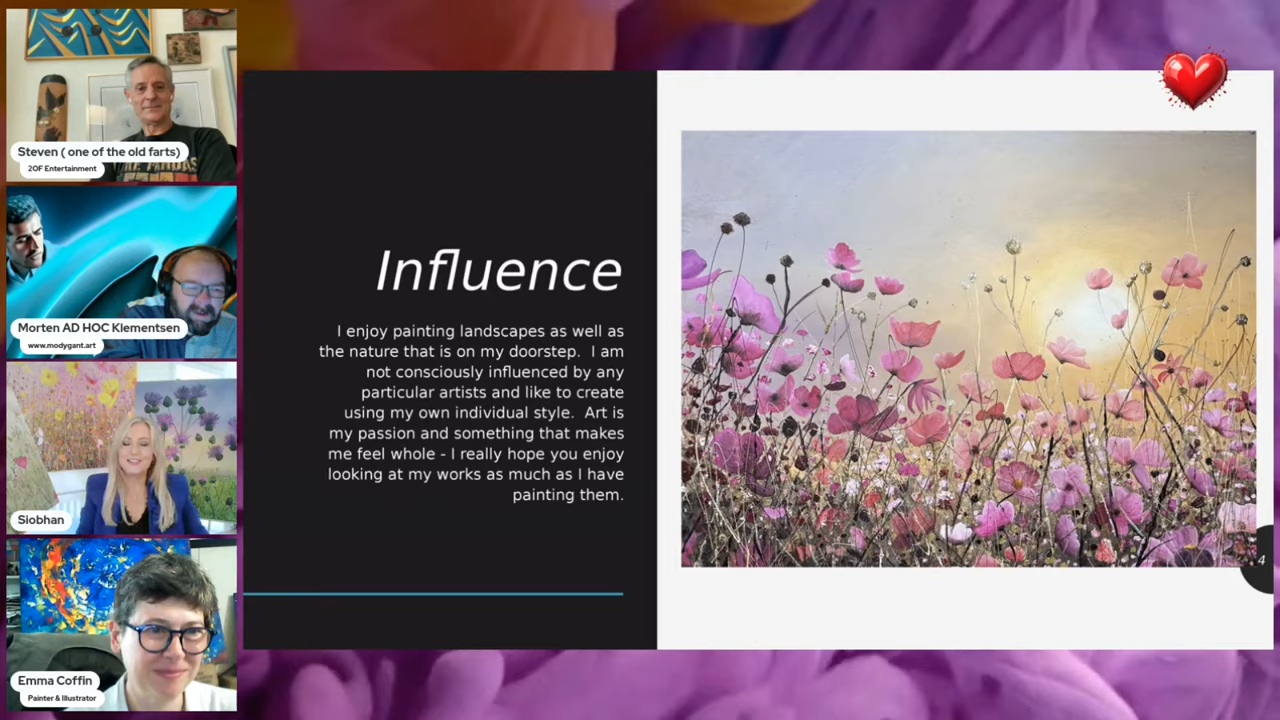 Steven ( one of the old farts)
2OF Entertainment
Morten AD HOC Klementsen
www.modygant.art
Siobhan
Emma Coffin
Painter & Illustrator
Influence
I enjoy painting landscapes as well as
the nature that is on my doorstep.  I am
not consciously influenced by any
particular artists and like to create
using my own individual style.  Art is
my passion and something that makes
me feel whole - I really hope you enjoy
looking at my works as much as I have
painting them.
4